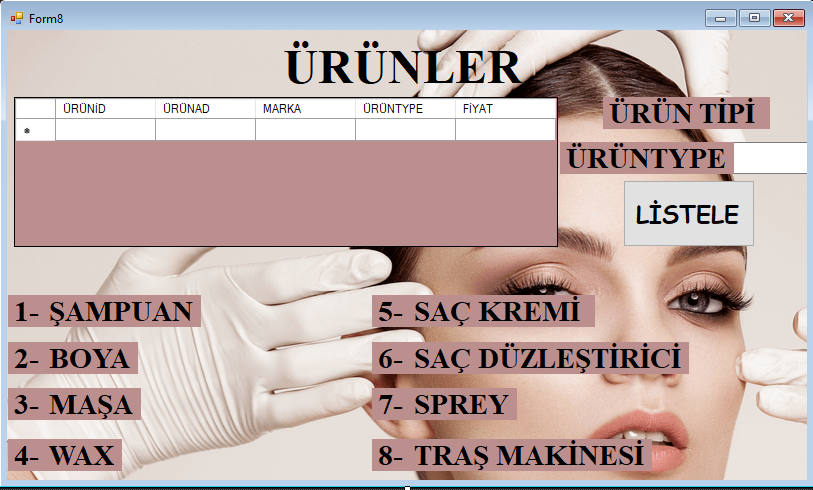 Form8
ÜRÜNLER
ÜRÜNİD ÜRÜNAD MARKA ÜRÜNTYPE FİYAT
ÜRÜN TİPİ
ÜRÜNTYPE
LİSTELE
1- ŞAMPUAN
2- BOYA
3- MAŞA
4- WAX
5- SAÇ KREMİ
6- SAÇ DÜZLEŞTİRİCİ
7- SPREY
8- TRAŞ MAKİNESİ